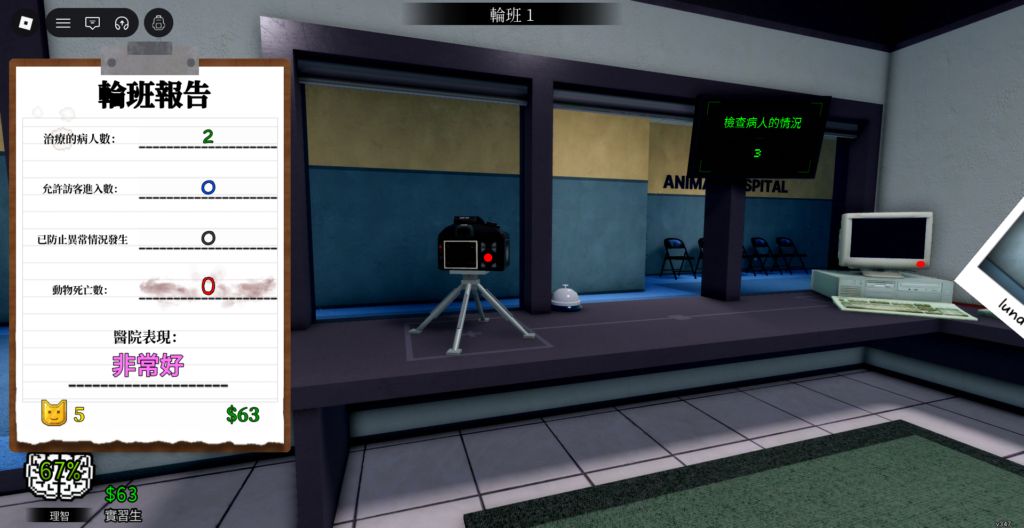 輪班 1
輪班報告
治療的病人數: 2
允許訪客進入數: 0
已防止異常情況發生 0
動物死亡數: 0
醫院表現:
非常好
5 $63
67%
理智
$63
實習生
檢查病人的情況
3
ANIMA SPITAL
luna
v347